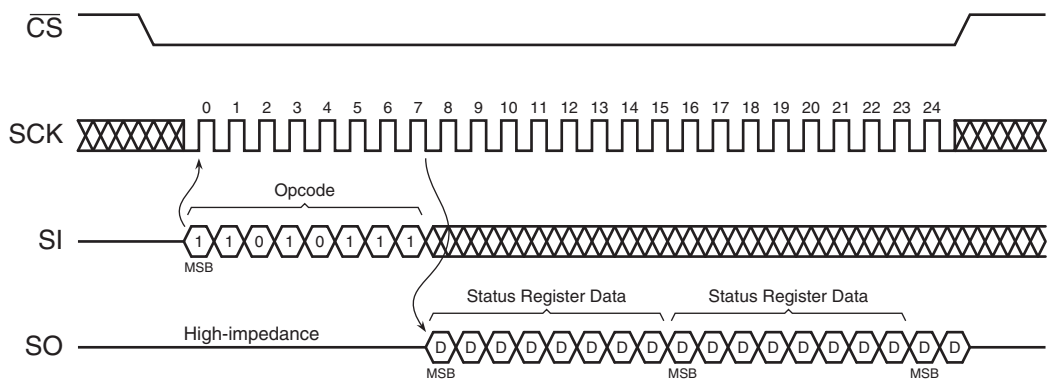 C̅S̅
0 1 2 3 4 5 6 7 8 9 10 11 12 13 14 15 16 17 18 19 20 21 22 23 24
SCK
Opcode
SI 1 1 0 1 0 1 1 1
MSB
Status Register Data Status Register Data
High-impedance
SO D D D D D D D D D D D D D D D D D D
MSB MSB MSB